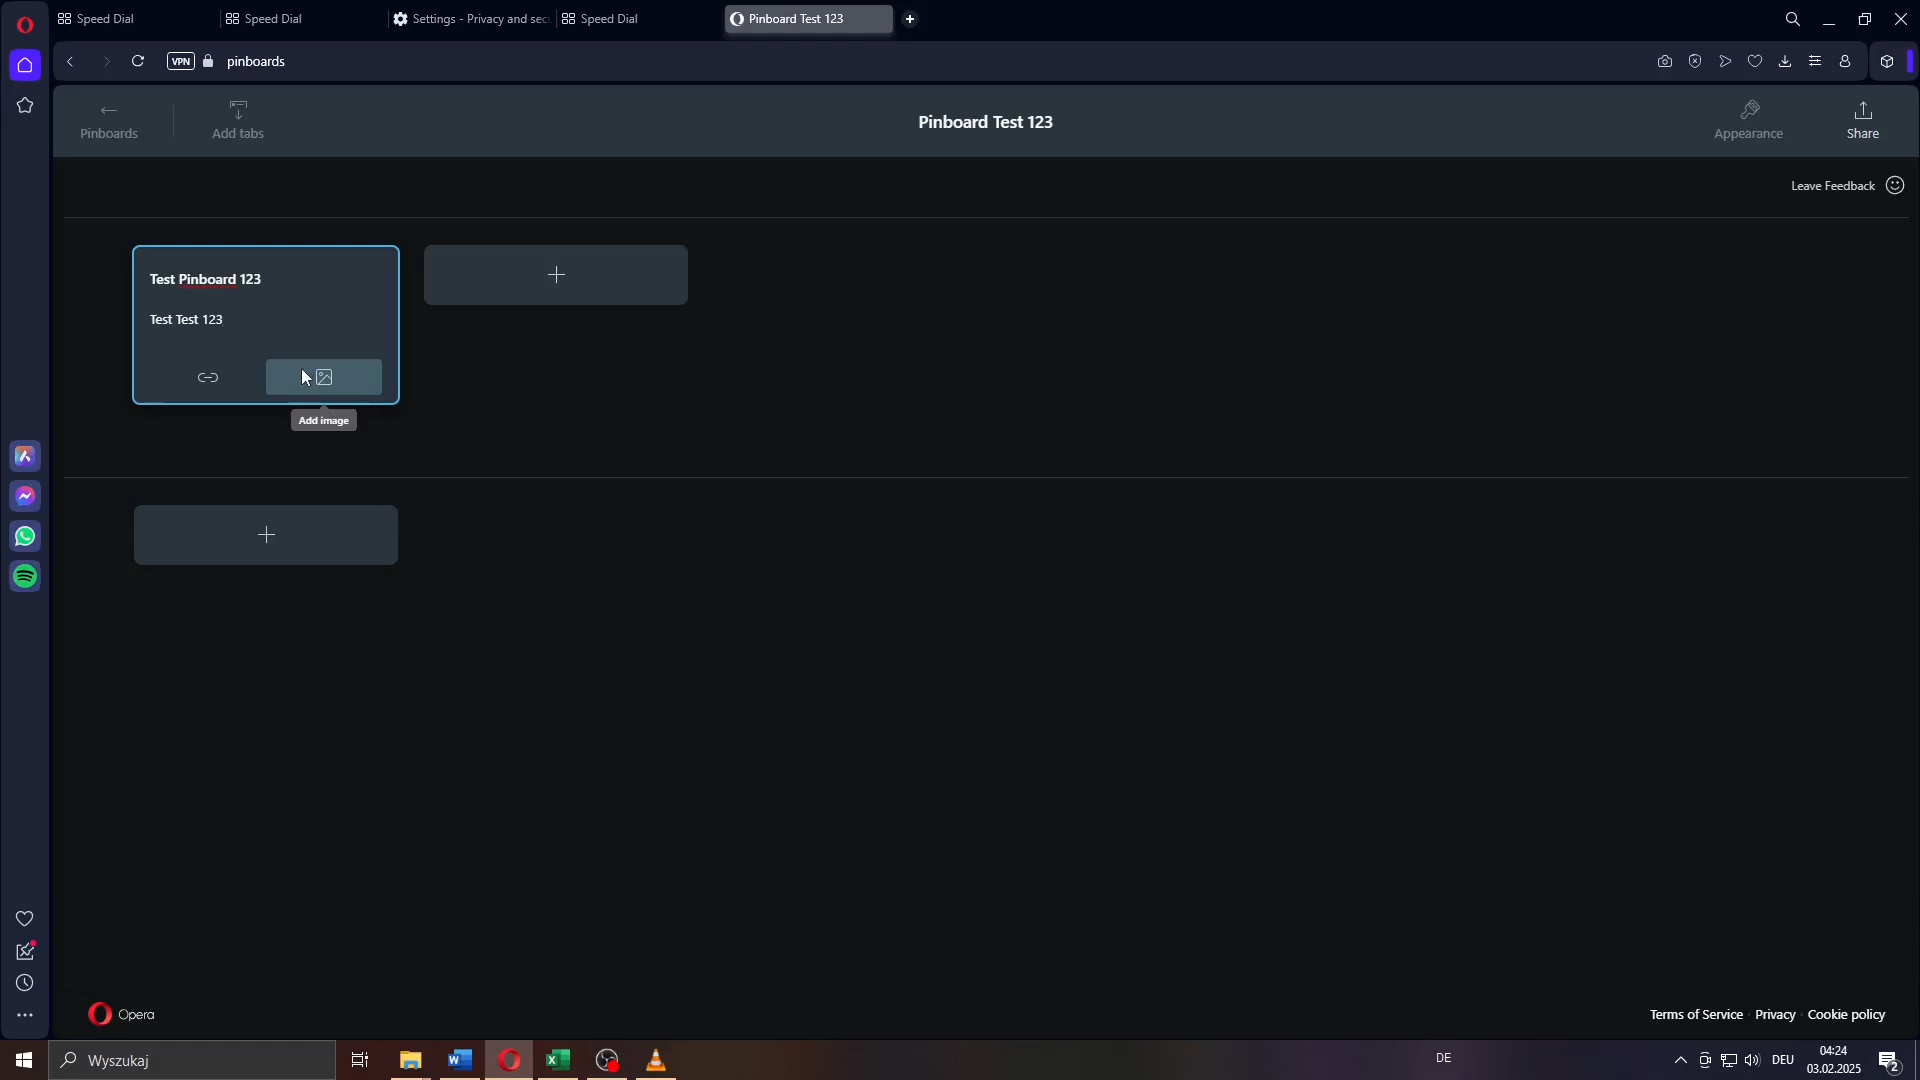 Speed Dial
Speed Dial
Settings - Privacy and sec
Speed Dial
Pinboard Test 123
VPN
pinboards
Pinboards
Add tabs
Pinboard Test 123
Appearance
Share
Leave Feedback
Test Pinboard 123
Test Test 123
Add image
Opera
Terms of Service
Privacy
Cookie policy
Wyszukaj
DE
DEU
04:24
03.02.2025
2